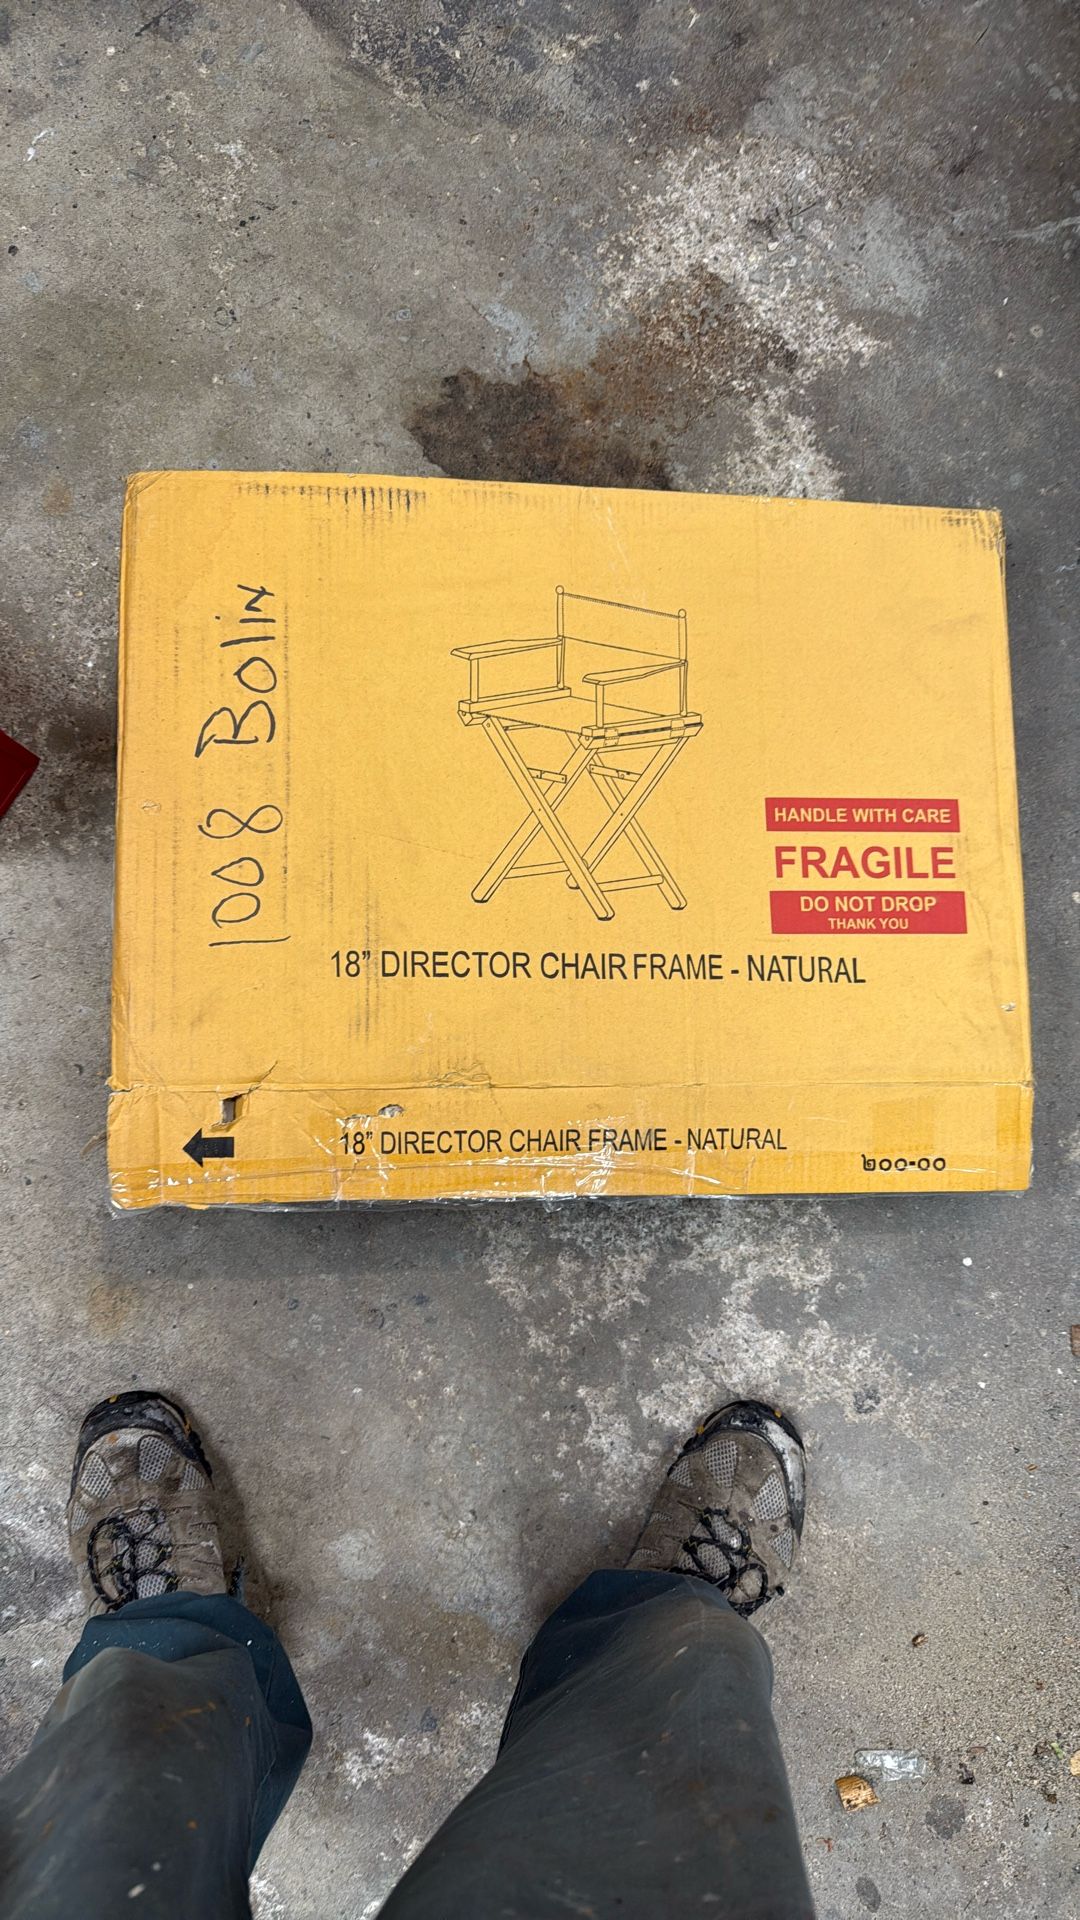 1008 Bolin
HANDLE WITH CARE
FRAGILE
DO NOT DROP
THANK YOU
18” DIRECTOR CHAIR FRAME - NATURAL
18” DIRECTOR CHAIR FRAME - NATURAL
200-00